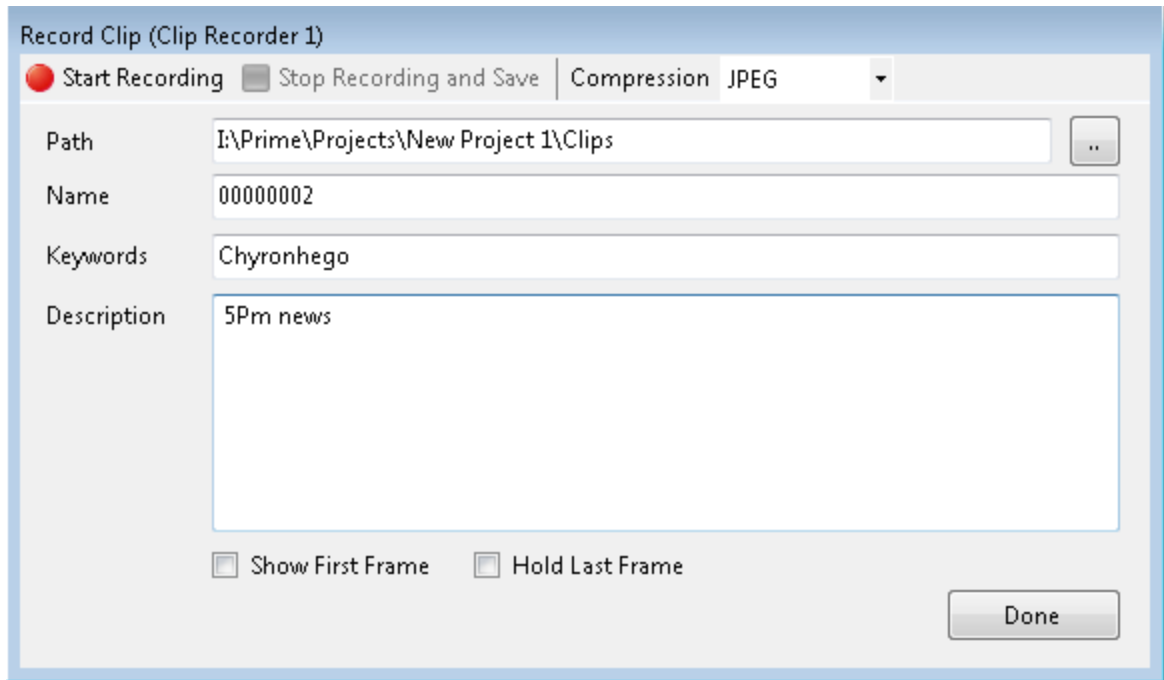 Record Clip (Clip Recorder 1)
Start Recording Stop Recording and Save Compression JPEG
Path I:\Prime\Projects\New Project 1\Clips ..
Name 00000002
Keywords Chyronhego
Description 5Pm news
Show First Frame Hold Last Frame
Done